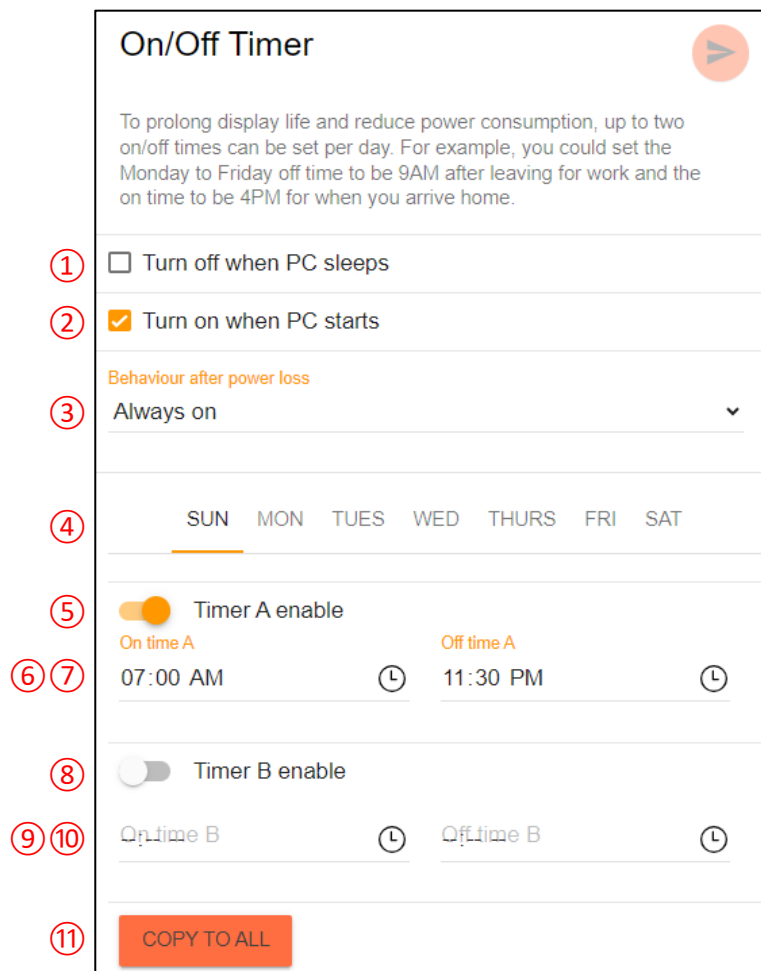 On/Off Timer
To prolong display life and reduce power consumption, up to two
on/off times can be set per day. For example, you could set the
Monday to Friday off time to be 9AM after leaving for work and the
on time to be 4PM for when you arrive home.
① Turn off when PC sleeps
② Turn on when PC starts
Behaviour after power loss
③ Always on
④ SUN MON TUES WED THURS FRI SAT
⑤ Timer A enable
On time A Off time A
⑥⑦ 07:00 AM 11:30 PM
⑧ Timer B enable
⑨⑩ On time B --:-- -- Off time B --:-- --
⑪ COPY TO ALL